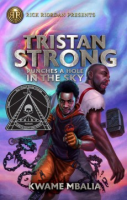 RICK RIORDAN PRESENTS
TRISTAN
STRONG
PUNCHES A HOLE
IN THE SKY
KWAME MBALIA